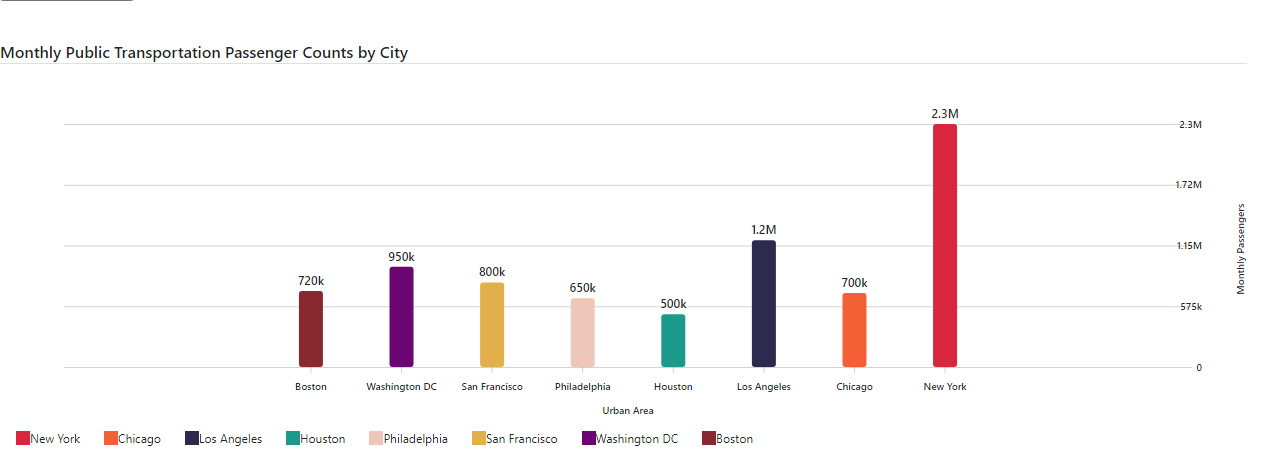 Monthly Public Transportation Passenger Counts by City
2.3M
2.3M
1.72M
1.2M
1.15M
950k
800k
720k
700k
650k
500k
575k
0
Monthly Passengers
Boston Washington DC San Francisco Philadelphia Houston Los Angeles Chicago New York
Urban Area
New York Chicago Los Angeles Houston Philadelphia San Francisco Washington DC Boston